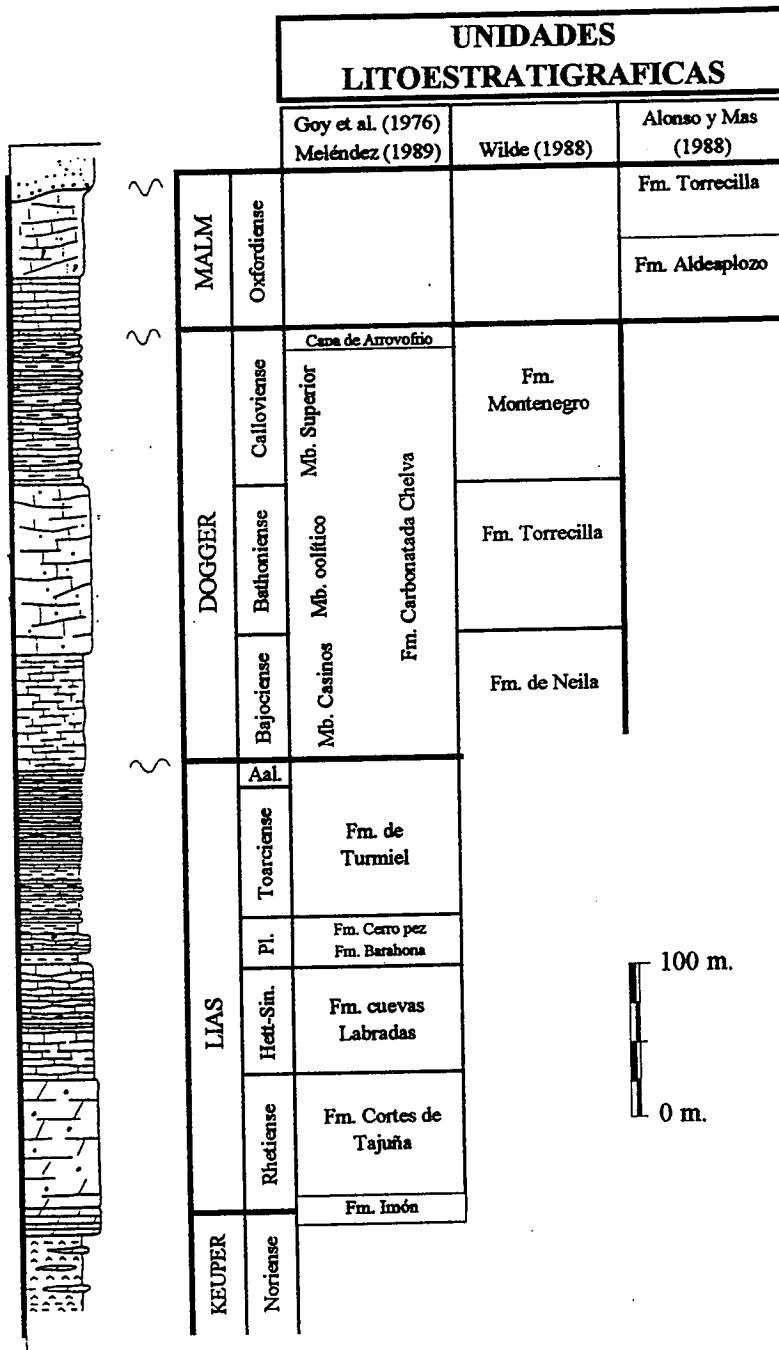 UNIDADES
LITOESTRATIGRAFICAS
Goy et al. (1976)
Meléndez (1989)
Wilde (1988)
Alonso y Mas
(1988)
MALM
Oxfordiense
Fm. Torrecilla
Fm. Aldeaplozo
DOGGER
Calloviense
Bathoniense
Bajociense
Capa de Arroyofrio
Mb. Superior
Mb. oolítico
Mb. Casinos
Fm. Carbonatada Chelva
Fm.
Montenegro
Fm. Torrecilla
Fm. de Neila
LIAS
Aal.
Toarciense
Pl.
Hett-Sin.
Rhetiense
Fm. de
Turmiel
Fm. Cerro pez
Fm. Barahona
Fm. cuevas
Labradas
Fm. Cortes de
Tajuña
Fm. Imón
KEUPER
Noriense
100 m.
0 m.